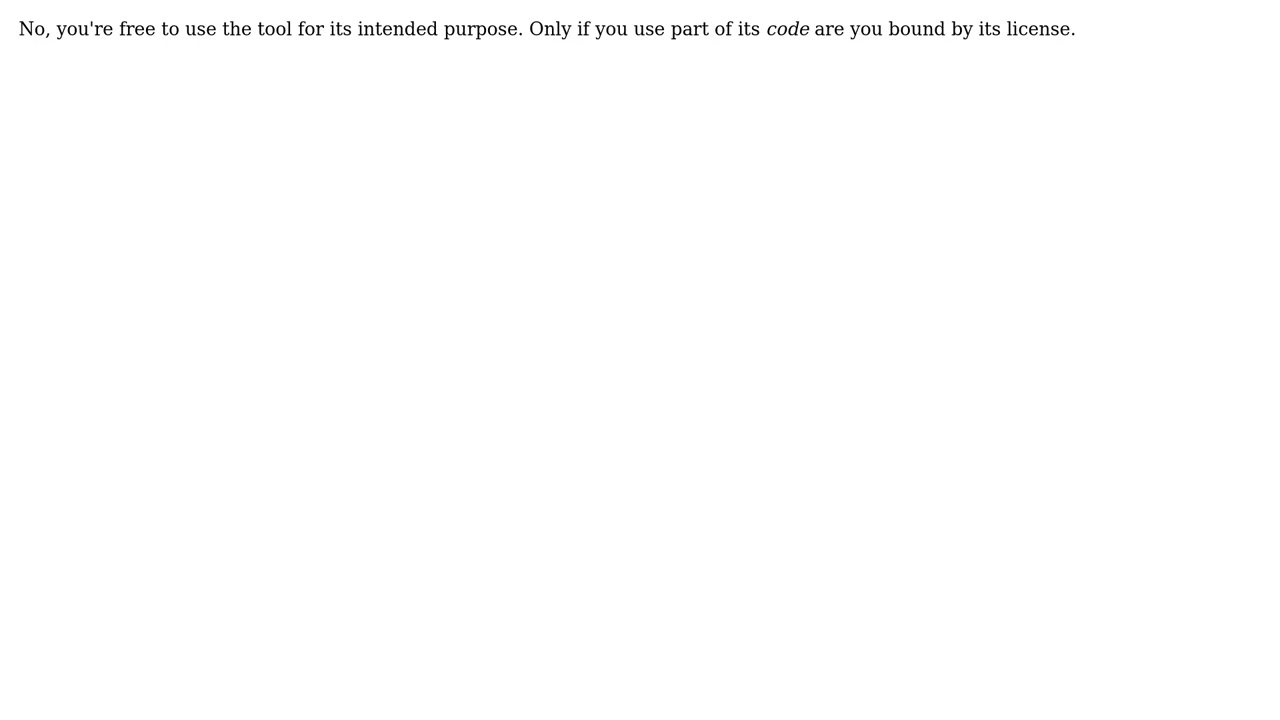 No, you're free to use the tool for its intended purpose. Only if you use part of its code are you bound by its license.